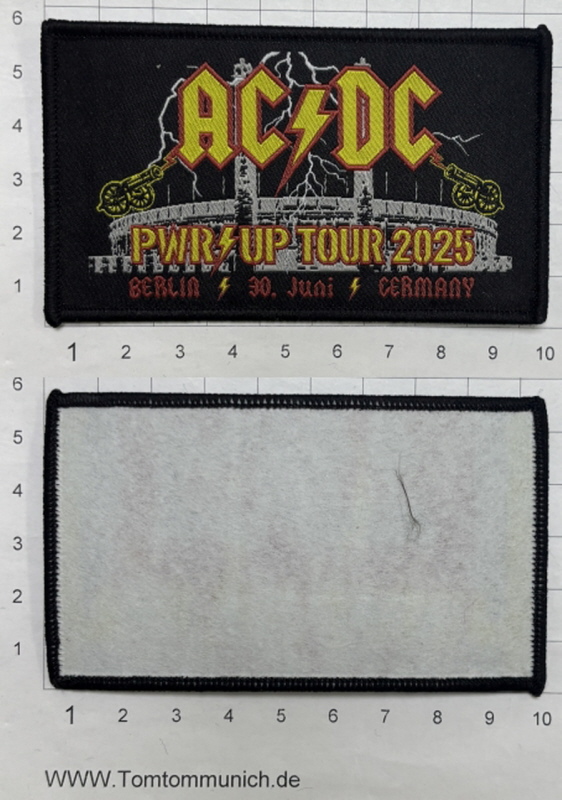 6
5
4
3
2
1
AC⚡DC
PWR⚡UP TOUR 2025
BERLIN ⚡ 30. Juni ⚡ GERMANY
1 2 3 4 5 6 7 8 9 10
6
5
4
3
2
1
1 2 3 4 5 6 7 8 9 10
WWW.Tomtommunich.de